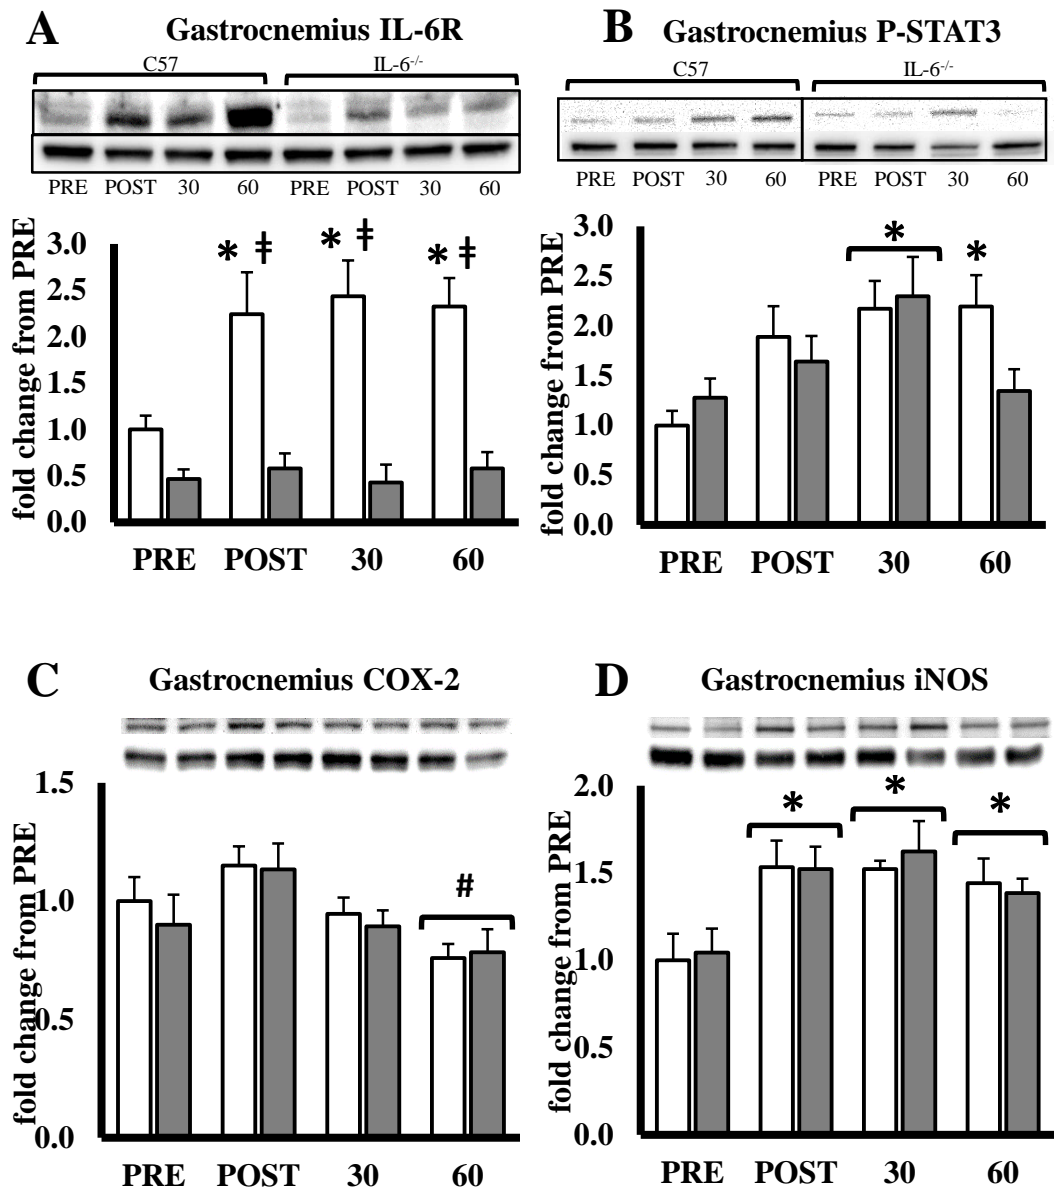 A
Gastrocnemius IL-6R
C57
IL-6-/-
PRE POST 30 60 PRE POST 30 60
fold change from PRE
3.0
2.5
2.0
1.5
1.0
0.5
0.0
* ‡ * ‡ * ‡
PRE POST 30 60
B
Gastrocnemius P-STAT3
C57
IL-6-/-
PRE POST 30 60 PRE POST 30 60
fold change from PRE
3.0
2.5
2.0
1.5
1.0
0.5
0.0
* *
PRE POST 30 60
C
Gastrocnemius COX-2
fold change from PRE
1.5
1.0
0.5
0.0
#
PRE POST 30 60
D
Gastrocnemius iNOS
fold change from PRE
2.0
1.5
1.0
0.5
0.0
* * *
PRE POST 30 60